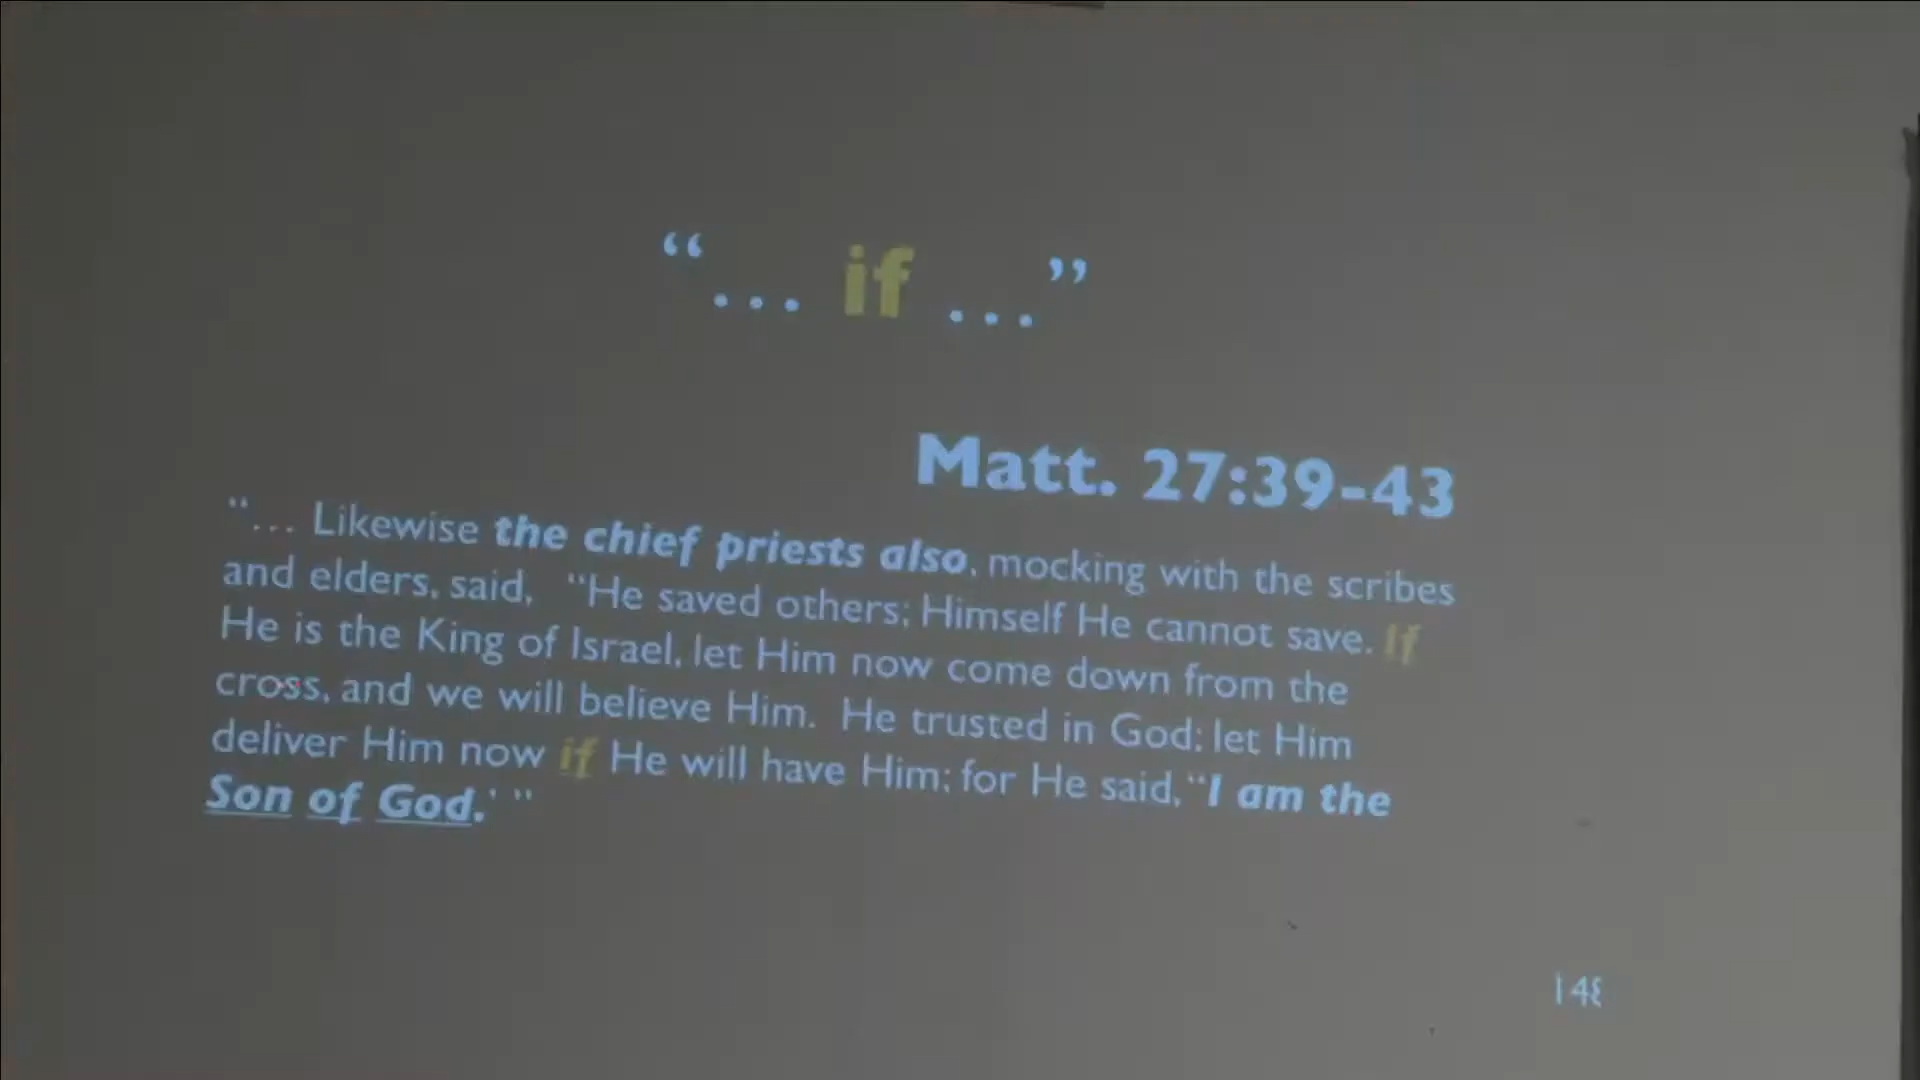 “... if ...”
Matt. 27:39-43
“... Likewise the chief priests also, mocking with the scribes
and elders, said, “He saved others; Himself He cannot save. If
He is the King of Israel, let Him now come down from the
cross, and we will believe Him. He trusted in God; let Him
deliver Him now if He will have Him; for He said, “I am the
Son of God.’ ”
148